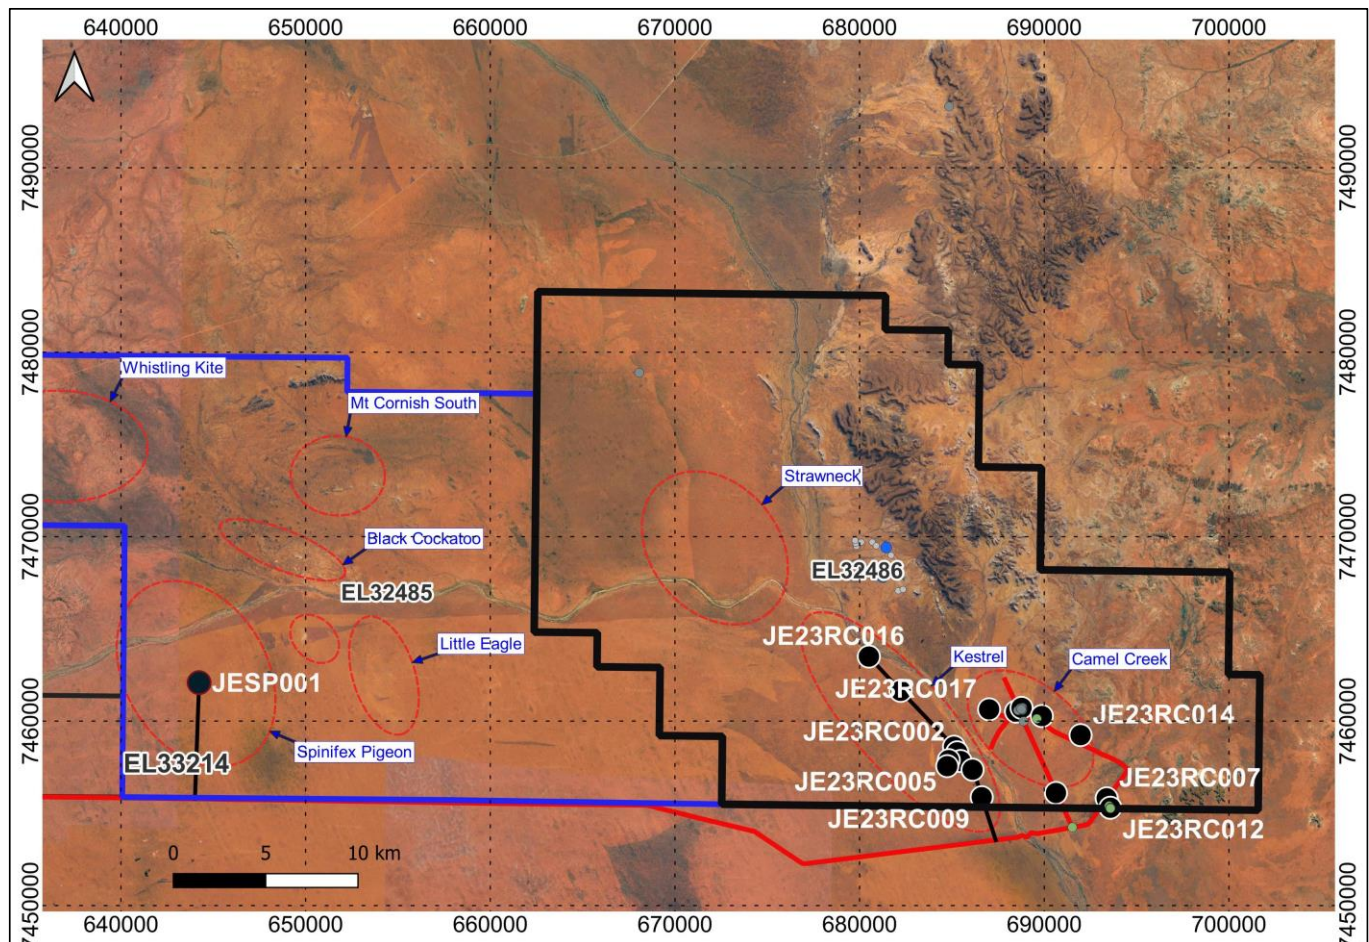 640000 650000 660000 670000 680000 690000 700000
7490000 7490000
7480000 7480000
Whistling Kite
Mt Cornish South
Strawneck
7470000 7470000
Black Cockatoo
EL32486
EL32485
JE23RC016
Little Eagle
Kestrel
Camel Creek
JESP001
JE23RC017
JE23RC014
7460000 7460000
JE23RC002
Spinifex Pigeon
EL33214
JE23RC005
JE23RC007
JE23RC009
JE23RC012
0 5 10 km
7450000 7450000
640000 650000 660000 670000 680000 690000 700000